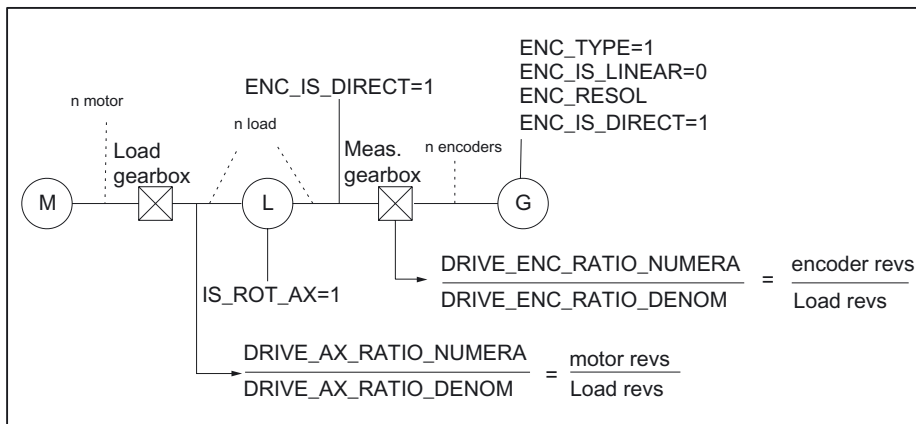 ENC_TYPE=1
ENC_IS_LINEAR=0
ENC_RESOL
ENC_IS_DIRECT=1
ENC_IS_DIRECT=1
n motor
n load
Load
gearbox
Meas.
gearbox
n encoders
M
L
G
IS_ROT_AX=1
DRIVE_ENC_RATIO_NUMERA
DRIVE_ENC_RATIO_DENOM
=
encoder revs
Load revs
DRIVE_AX_RATIO_NUMERA
DRIVE_AX_RATIO_DENOM
=
motor revs
Load revs